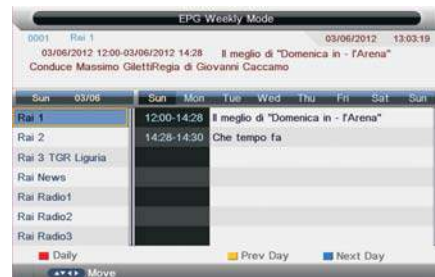 EPG Weekly Mode
0001 Rai 1 03/06/2012 13:03:19
03/06/2012 12:00-03/06/2012 14:28 Il meglio di "Domenica in - l'Arena"
Conduce Massimo GilettiRegia di Giovanni Caccamo
Sun 03/06 Sun Mon Tue Wed Thu Fri Sat Sun
Rai 1 12:00-14:28 Il meglio di "Domenica in - l'Arena"
Rai 2 14:28-14:30 Che tempo fa
Rai 3 TGR Liguria
Rai News
Rai Radio1
Rai Radio2
Rai Radio3
Daily Prev Day Next Day
Move